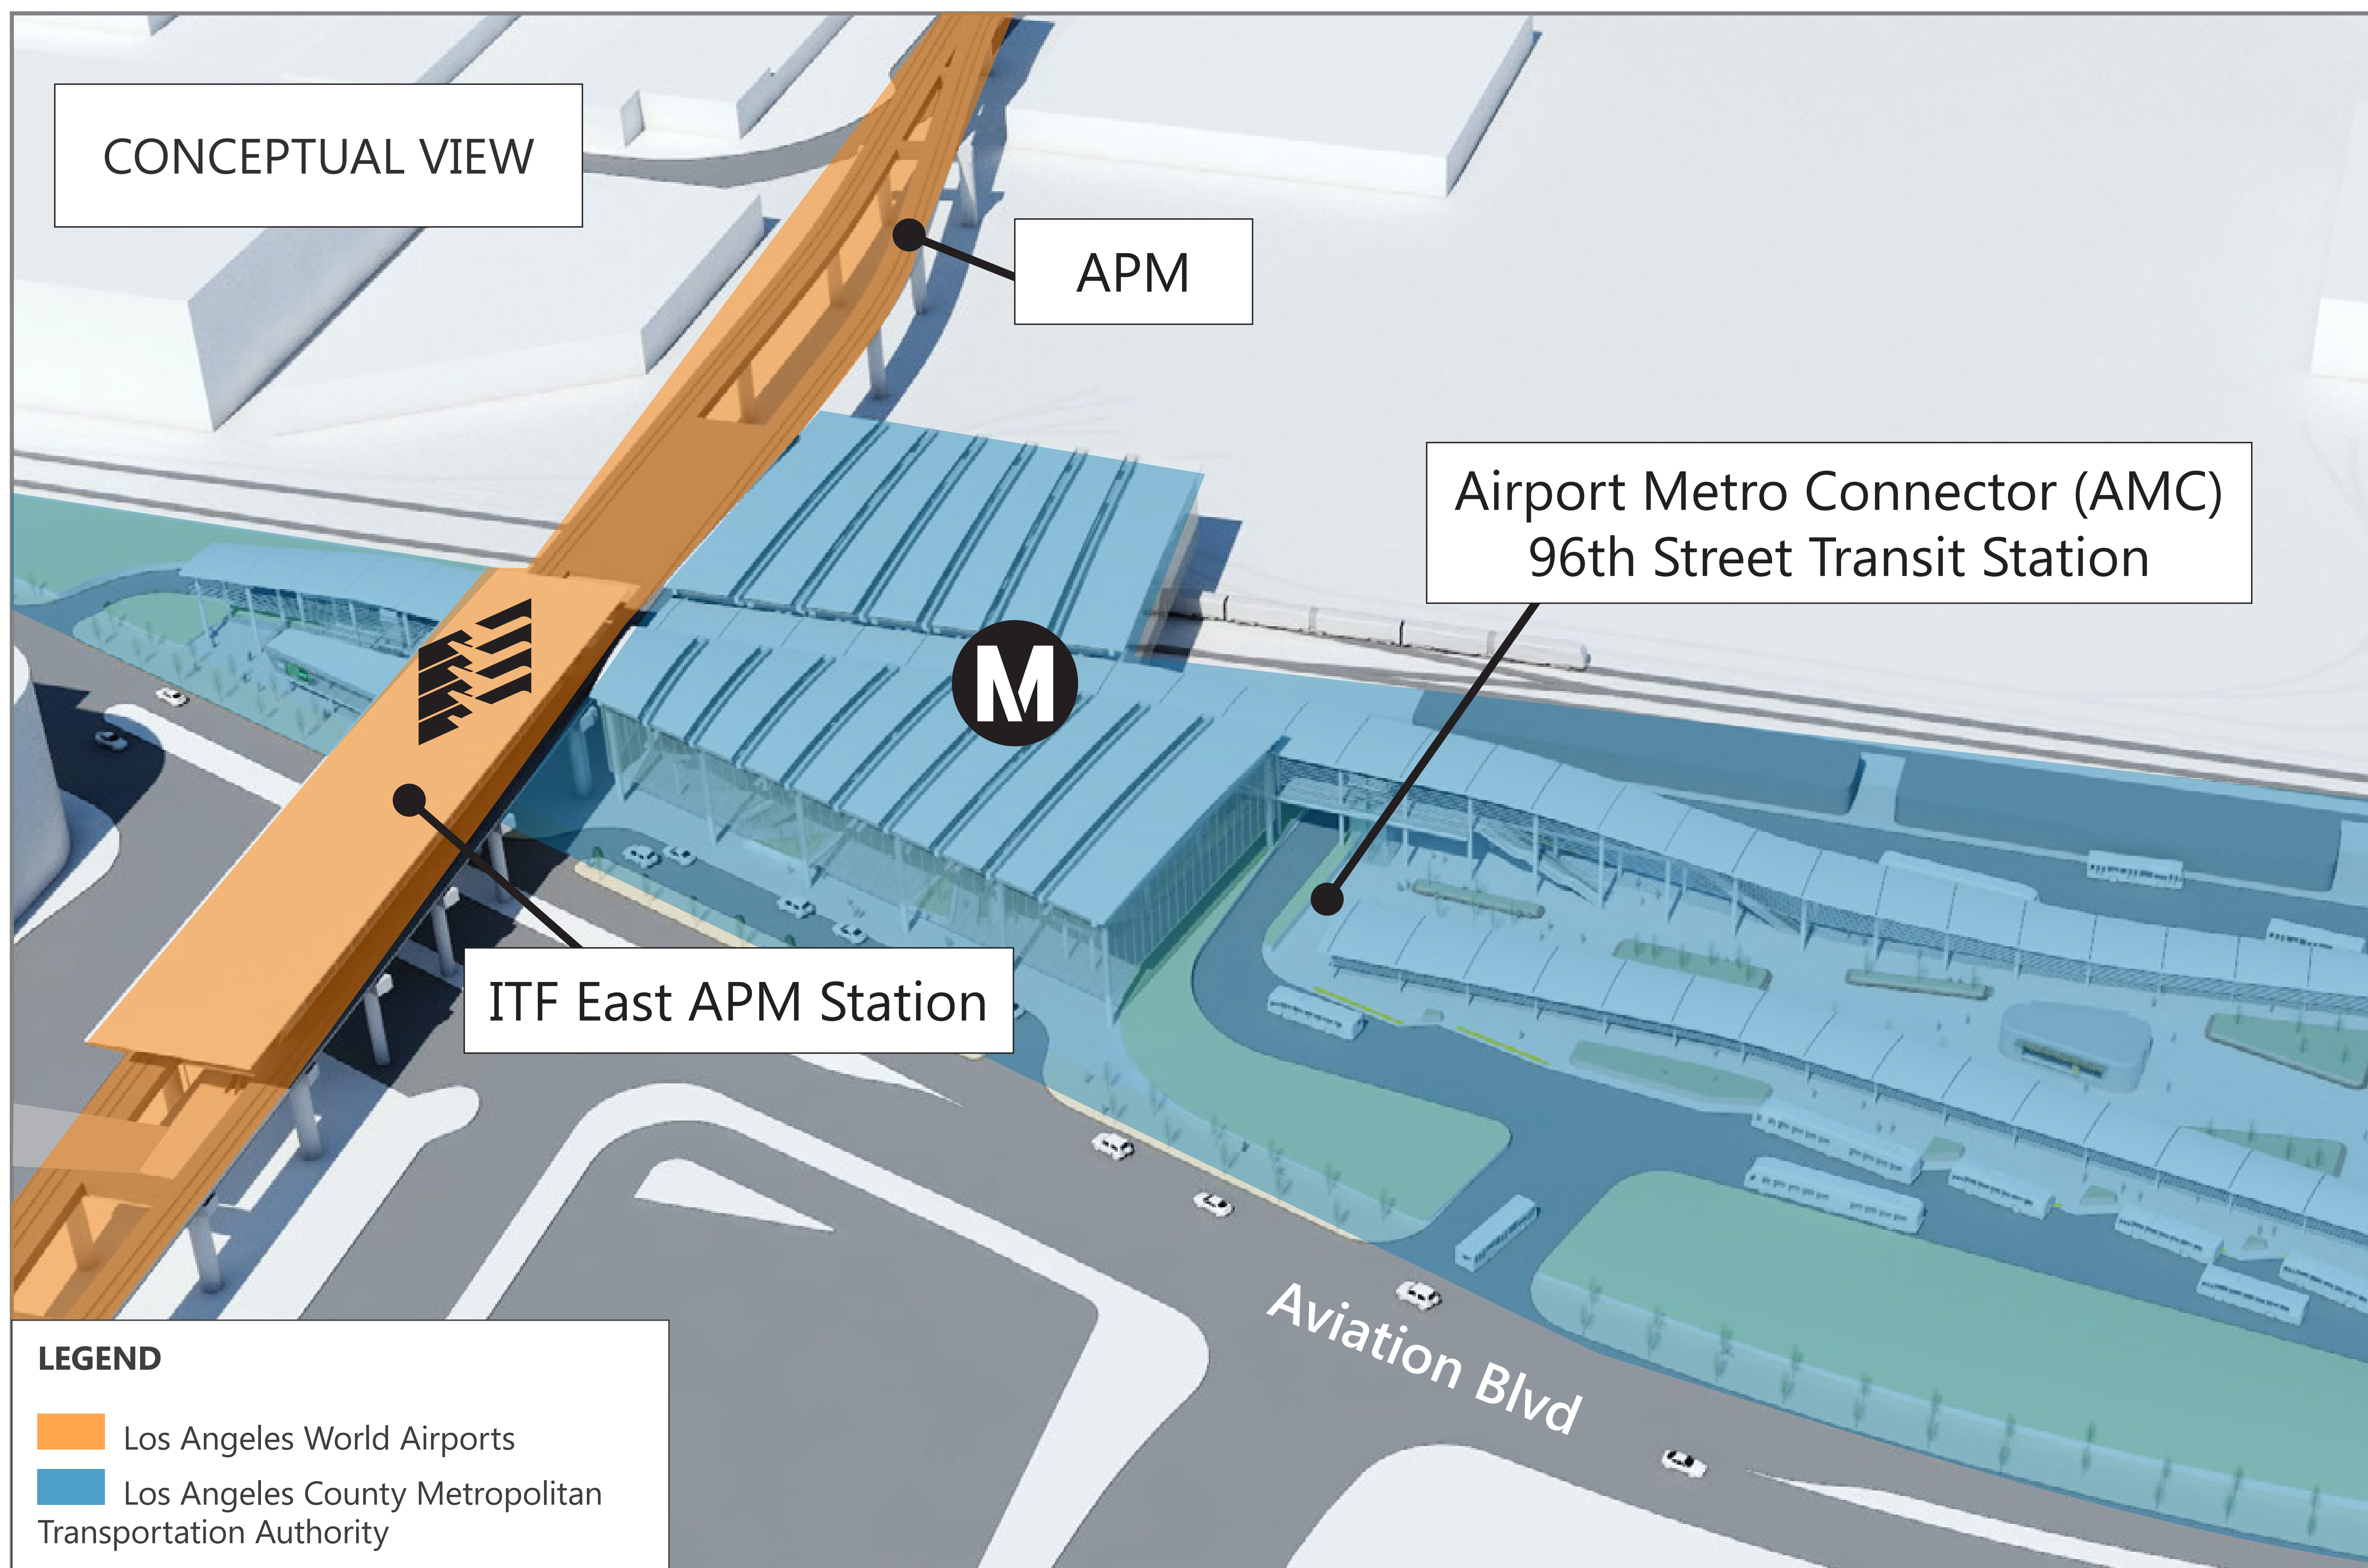 CONCEPTUAL VIEW
APM
Airport Metro Connector (AMC)
96th Street Transit Station
M
ITF East APM Station
Aviation Blvd
LEGEND
Los Angeles World Airports
Los Angeles County Metropolitan
Transportation Authority